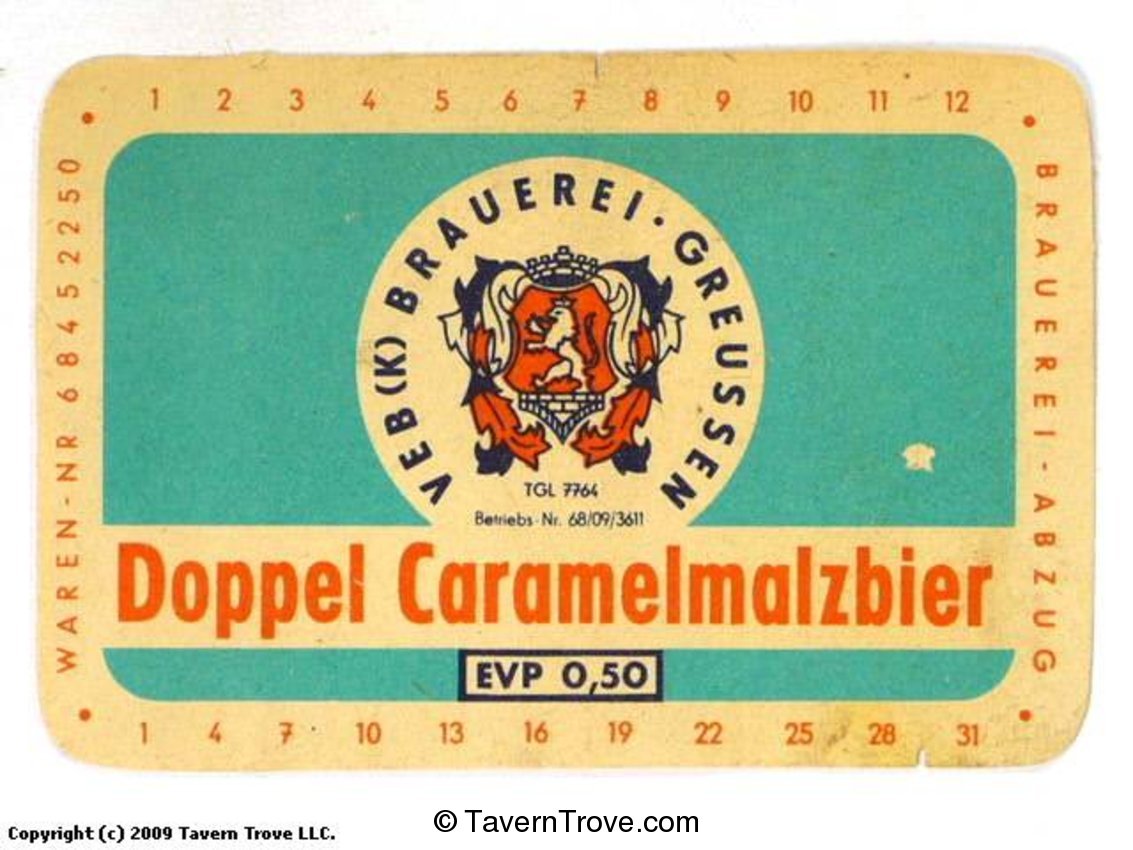 1 2 3 4 5 6 7 8 9 10 11 12
WAREN-NR 6845 2250
BRAUEREI-ABZUG
VEB (K) BRAUEREI · GREUSSEN
TGL 7764
Betriebs-Nr. 68/09/3611
Doppel Caramelmalzbier
EVP 0,50
1 4 7 10 13 16 19 22 25 28 31
© TavernTrove.com
Copyright (c) 2009 Tavern Trove LLC.